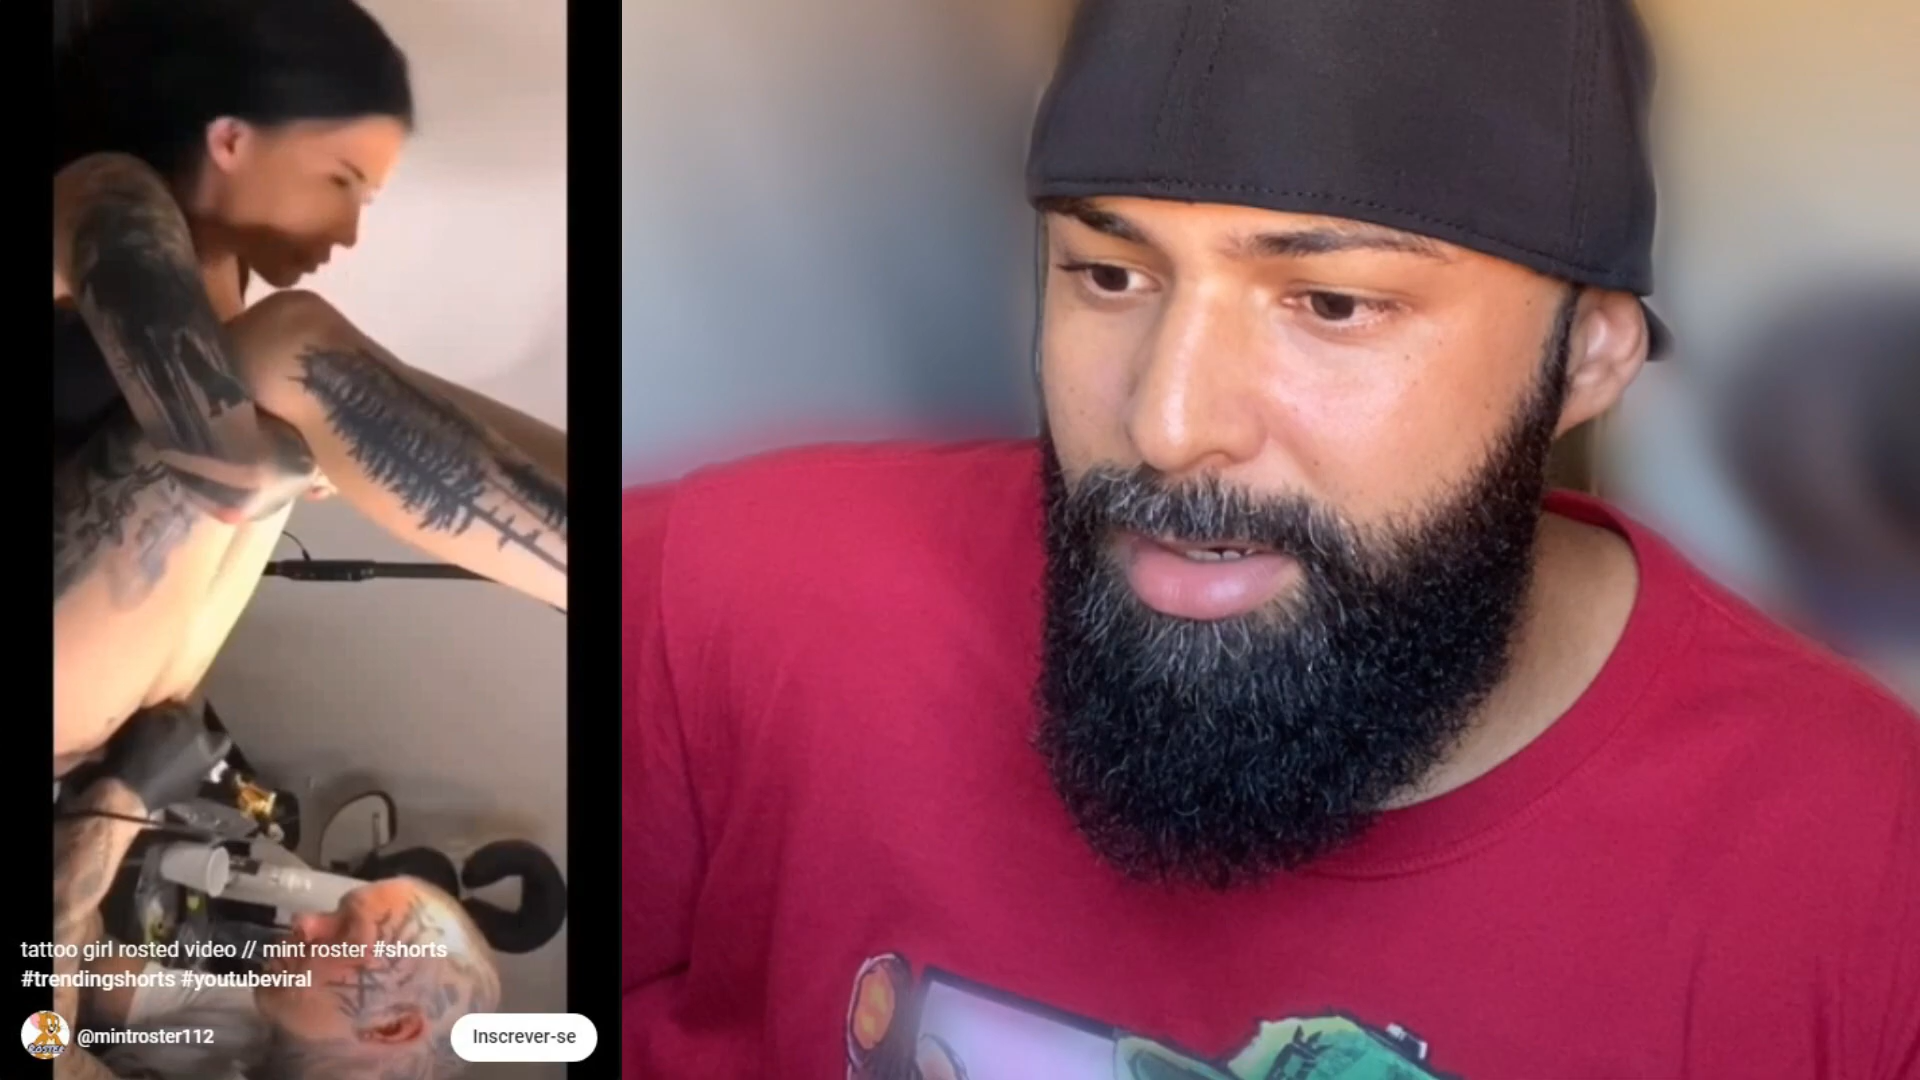 tattoo girl rosted video // mint roster #shorts
#trendingshorts #youtubeviral
@mintroster112
Inscrever-se